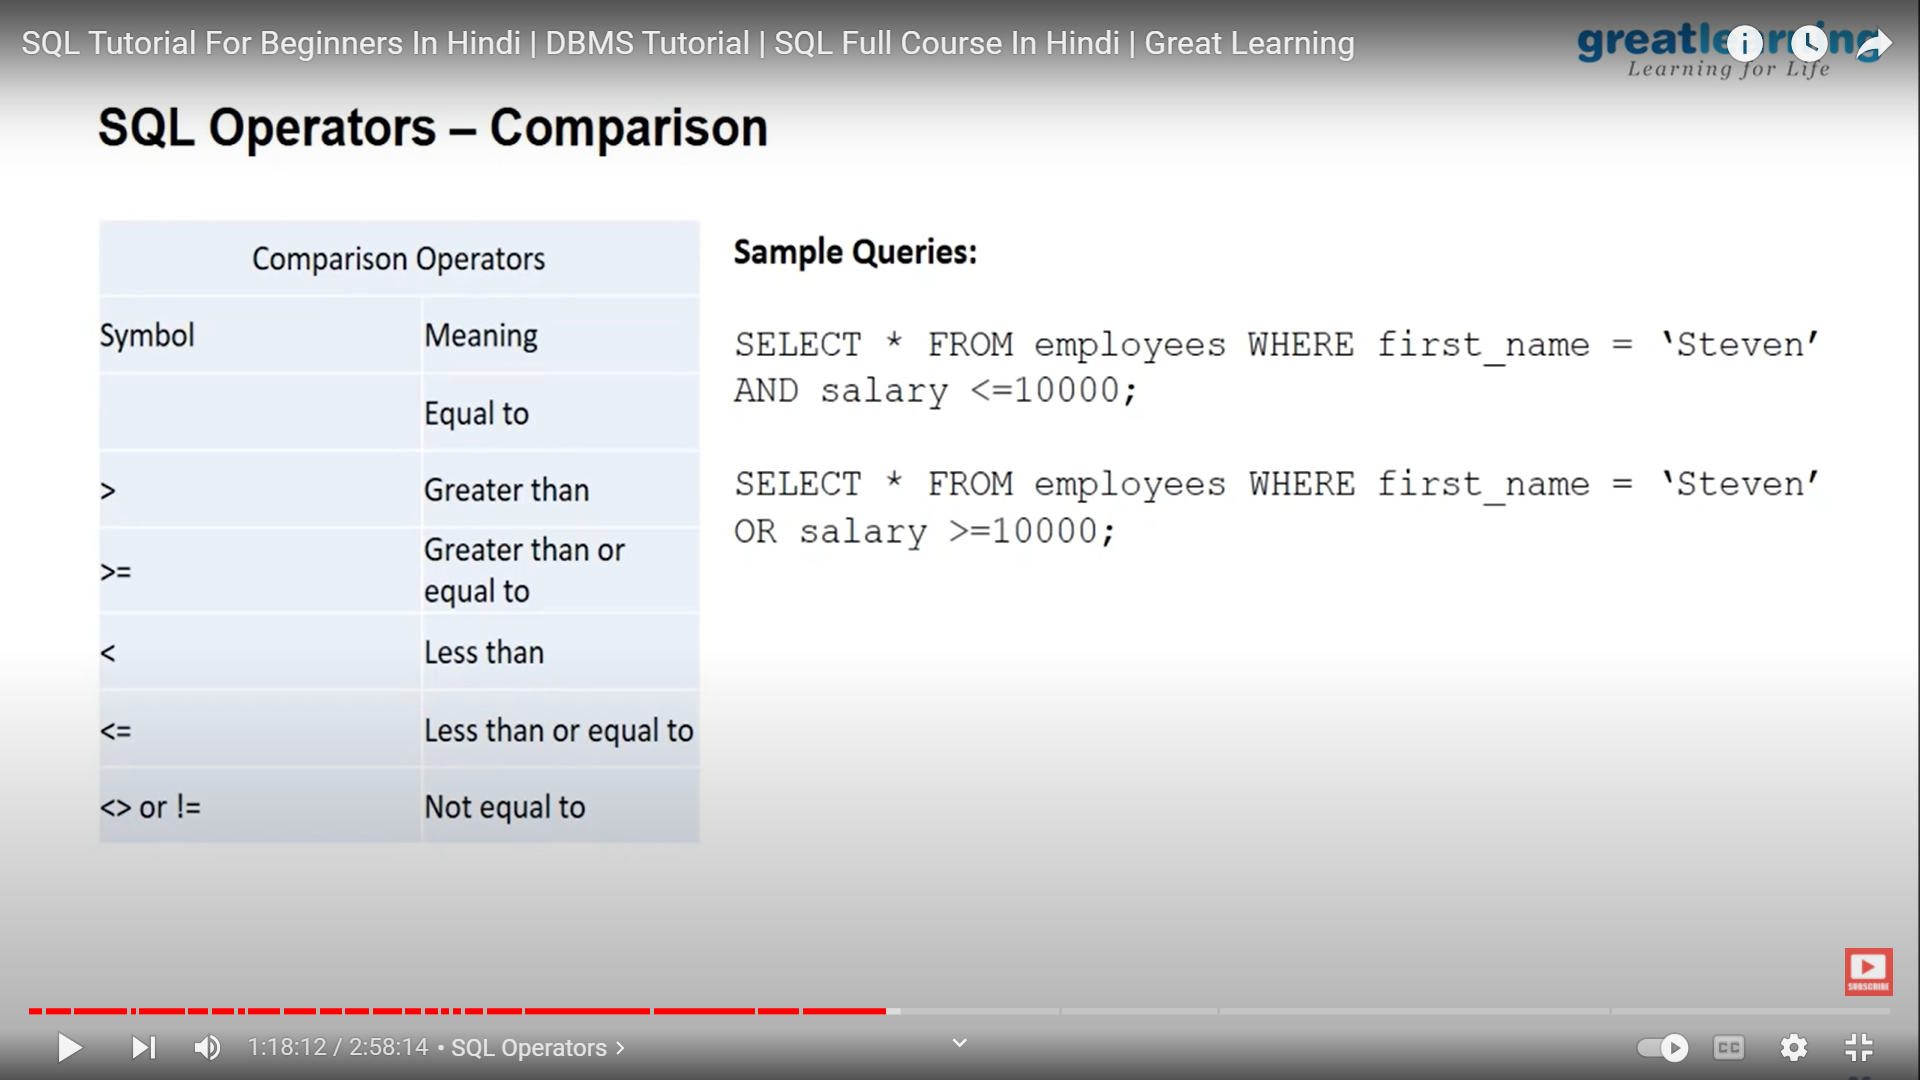 SQL Tutorial For Beginners In Hindi | DBMS Tutorial | SQL Full Course In Hindi | Great Learning
Learning for Life
SQL Operators – Comparison
Comparison Operators
Symbol Meaning
Equal to
> Greater than
>= Greater than or
equal to
< Less than
<= Less than or equal to
<> or != Not equal to
Sample Queries:
SELECT * FROM employees WHERE first_name = ‘Steven’
AND salary <=10000;
SELECT * FROM employees WHERE first_name = ‘Steven’
OR salary >=10000;
SUBSCRIBE
1:18:12 / 2:58:14 • SQL Operators >
CC